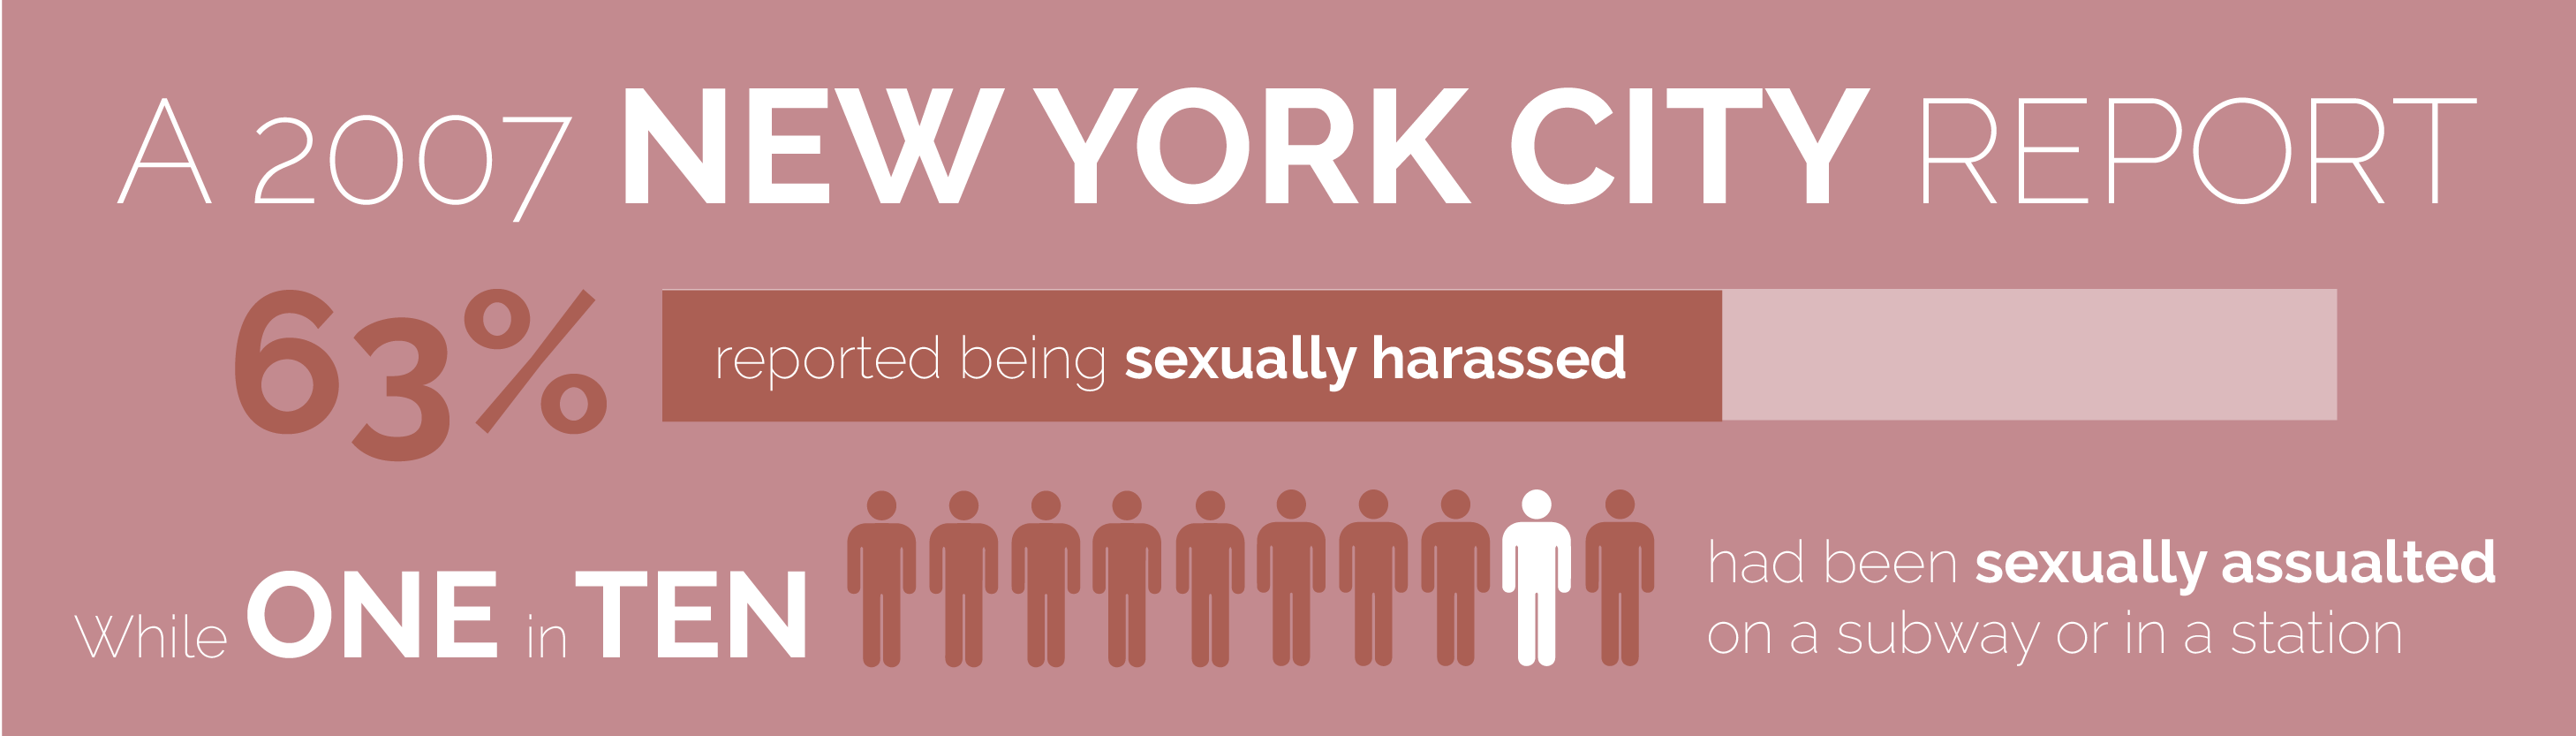 A 2007 NEW YORK CITY REPORT
63% reported being sexually harassed
While ONE in TEN had been sexually assualted
on a subway or in a station